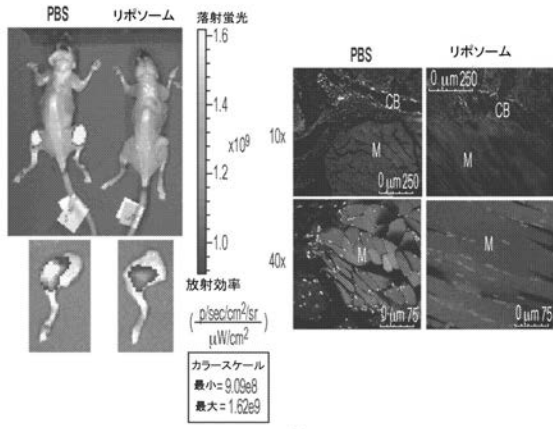 PBS
リポソーム
落射蛍光
1.6
1.4
x10⁹
1.2
1.0
放射効率
(p/sec/cm²/sr
μW/cm²)
カラースケール
最小=9.09e8
最大=1.62e9
PBS
リポソーム
10x
CB
M
0 μm 250
0 μm 250
CB
M
40x
M
0 μm 75
M
0 μm 75